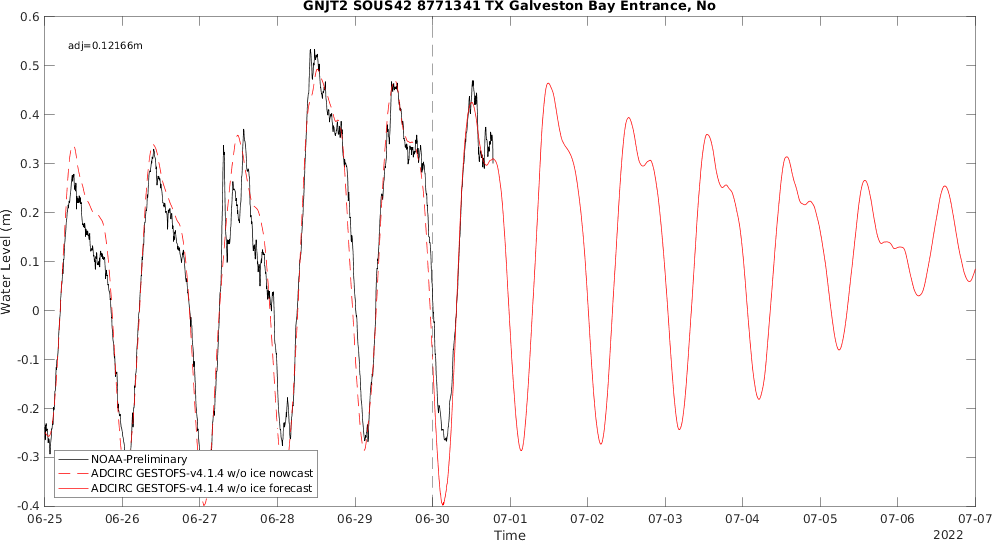 GNJT2 SOUS42 8771341 TX Galveston Bay Entrance, No
adj=0.12166m
0.6
0.5
0.4
0.3
0.2
0.1
0
-0.1
-0.2
-0.3
-0.4
Water Level (m)
NOAA-Preliminary
ADCIRC GESTOFS-v4.1.4 w/o ice nowcast
ADCIRC GESTOFS-v4.1.4 w/o ice forecast
06-25 06-26 06-27 06-28 06-29 06-30 07-01 07-02 07-03 07-04 07-05 07-06 07-07
Time
2022